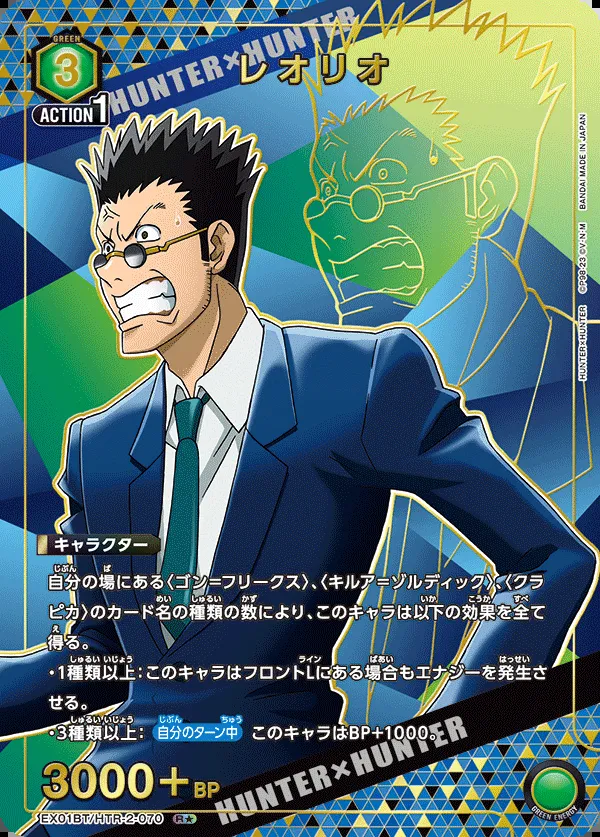 GREEN
3
HUNTER×HUNTER
レオリオ
ACTION 1
BANDAI MADE IN JAPAN
HUNTER×HUNTER ©P98-23 ©V・N・M
キャラクター
自分の場にある〈ゴン=フリークス〉、〈キルア=ゾルディック〉、〈クラ
ピカ〉のカード名の種類の数により、このキャラは以下の効果を全て
得る。
・1種類以上:このキャラはフロントLにある場合もエナジーを発生さ
せる。
・3種類以上: 自分のターン中 このキャラはBP+1000。
3000+BP
HUNTER×HUNTER
EX01BT/HTR-2-070 R★
GREEN ENERGY